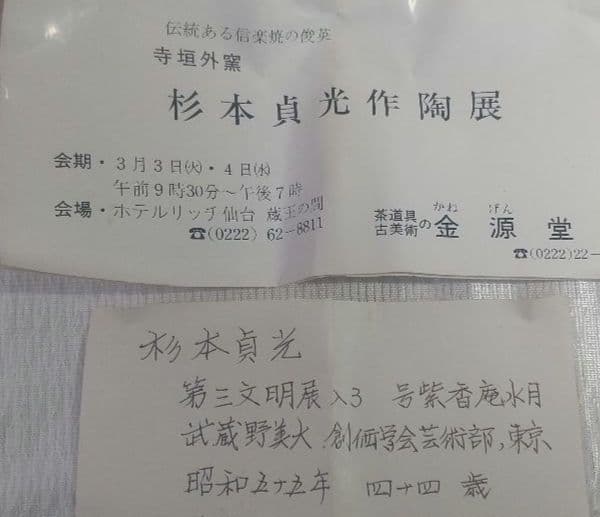 伝統ある信楽焼の俊英
寺垣外窯
杉本貞光作陶展
会期・3月3日㈫・4日㈬
午前9時30分～午後7時
会場・ホテルリッチ仙台 蔵王の間
☎(0222)62-8811
茶道具
古美術の金源堂
かね げん
☎(0222)22-
杉本貞光
第三文明展入3 号紫香庵水月
武蔵野美大.創価学会芸術部,東京
昭和五十五年 四十四歳